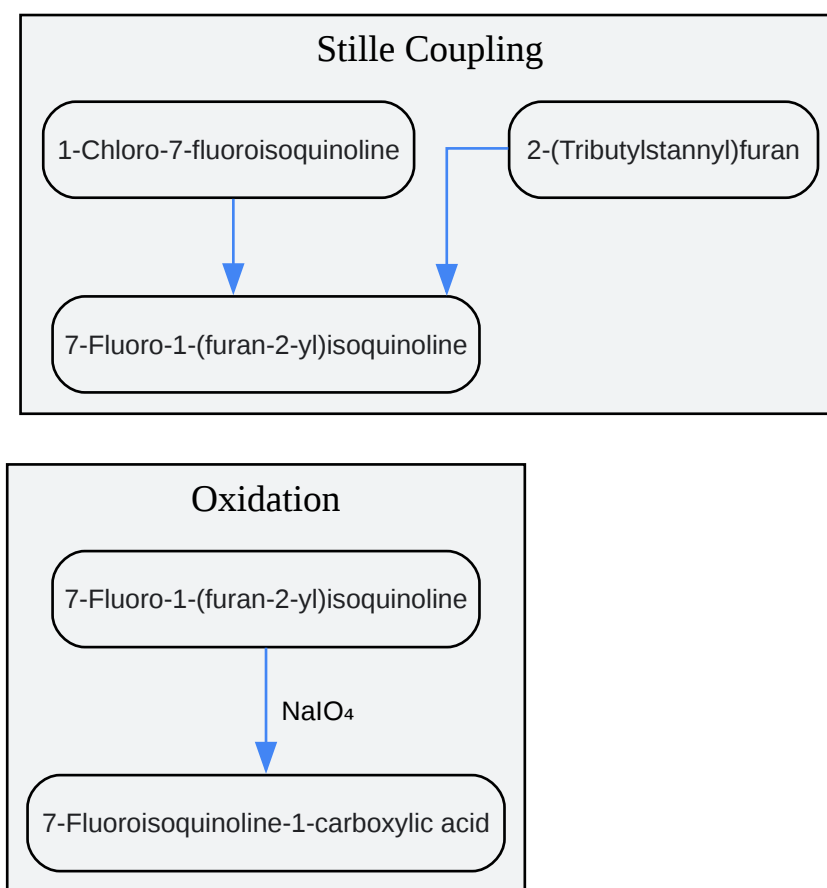 Stille Coupling
1-Chloro-7-fluoroisoquinoline
2-(Tributylstannyl)furan
7-Fluoro-1-(furan-2-yl)isoquinoline
Oxidation
7-Fluoro-1-(furan-2-yl)isoquinoline
NaIO₄
7-Fluoroisoquinoline-1-carboxylic acid